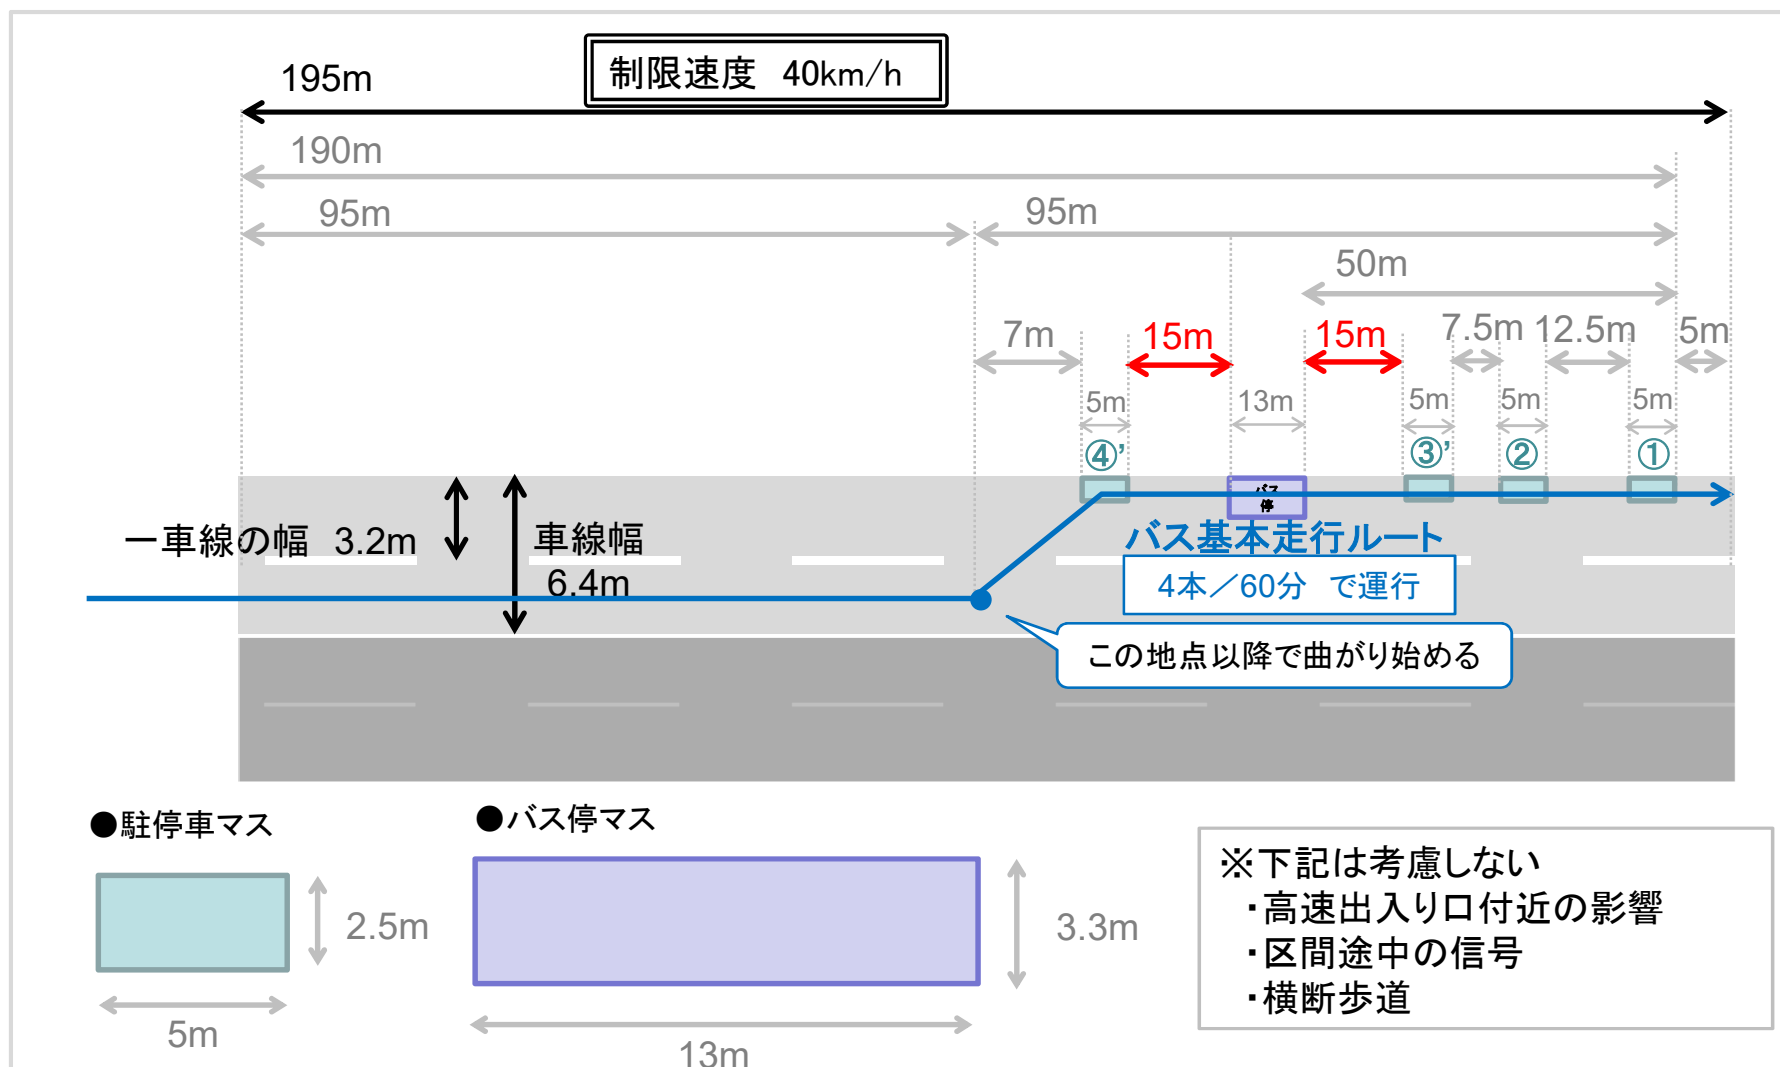 制限速度　40km/h
195m
190m
95m
95m
50m
7m
15m
15m
7.5m
12.5m
5m
5m
13m
5m
5m
5m
④’
③’
②
①
バス
停
一車線の幅　3.2m
車線幅
6.4m
バス基本走行ルート
4本／60分　で運行
この地点以降で曲がり始める
●駐停車マス
●バス停マス
2.5m
5m
3.3m
13m
※下記は考慮しない
・高速出入り口付近の影響
・区間途中の信号
・横断歩道